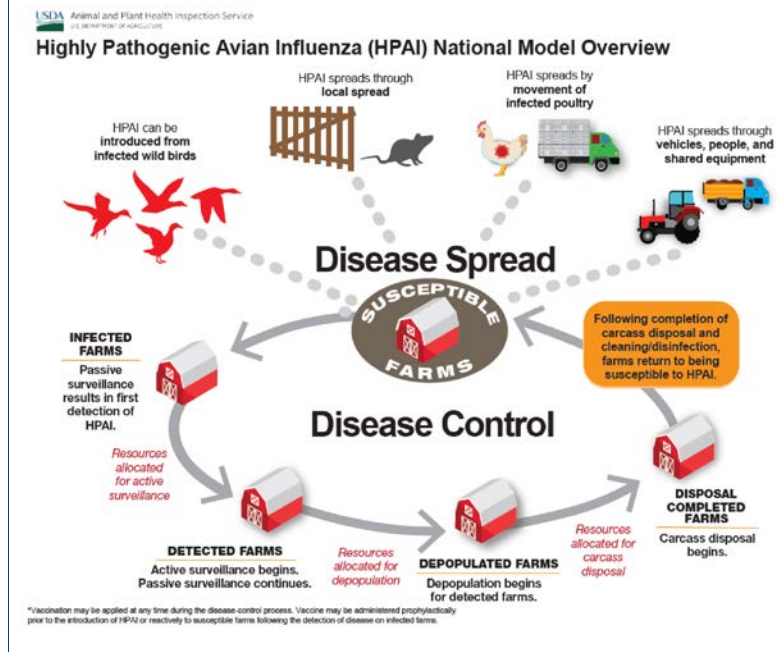 USDA Animal and Plant Health Inspection Service
U.S. DEPARTMENT OF AGRICULTURE
Highly Pathogenic Avian Influenza (HPAI) National Model Overview
HPAI can be
introduced from
infected wild birds
HPAI spreads through
local spread
HPAI spreads by
movement of
infected poultry
HPAI spreads through
vehicles, people, and
shared equipment
Disease Spread
SUSCEPTIBLE
FARMS
Following completion of
carcass disposal and
cleaning/disinfection,
farms return to being
susceptible to HPAI.
INFECTED
FARMS
Passive
surveillance
results in first
detection of
HPAI.
Disease Control
Resources
allocated
for active
surveillance
DETECTED FARMS
Active surveillance begins.
Passive surveillance continues.
Resources
allocated for
depopulation
DEPOPULATED FARMS
Depopulation begins
for detected farms.
Resources
allocated for
carcass
disposal
DISPOSAL
COMPLETED
FARMS
Carcass disposal
begins.
*Vaccination may be applied at any time during the disease-control process. Vaccine may be administered prophylactically
prior to the introduction of HPAI or reactively to susceptible farms following the detection of disease on infected farms.